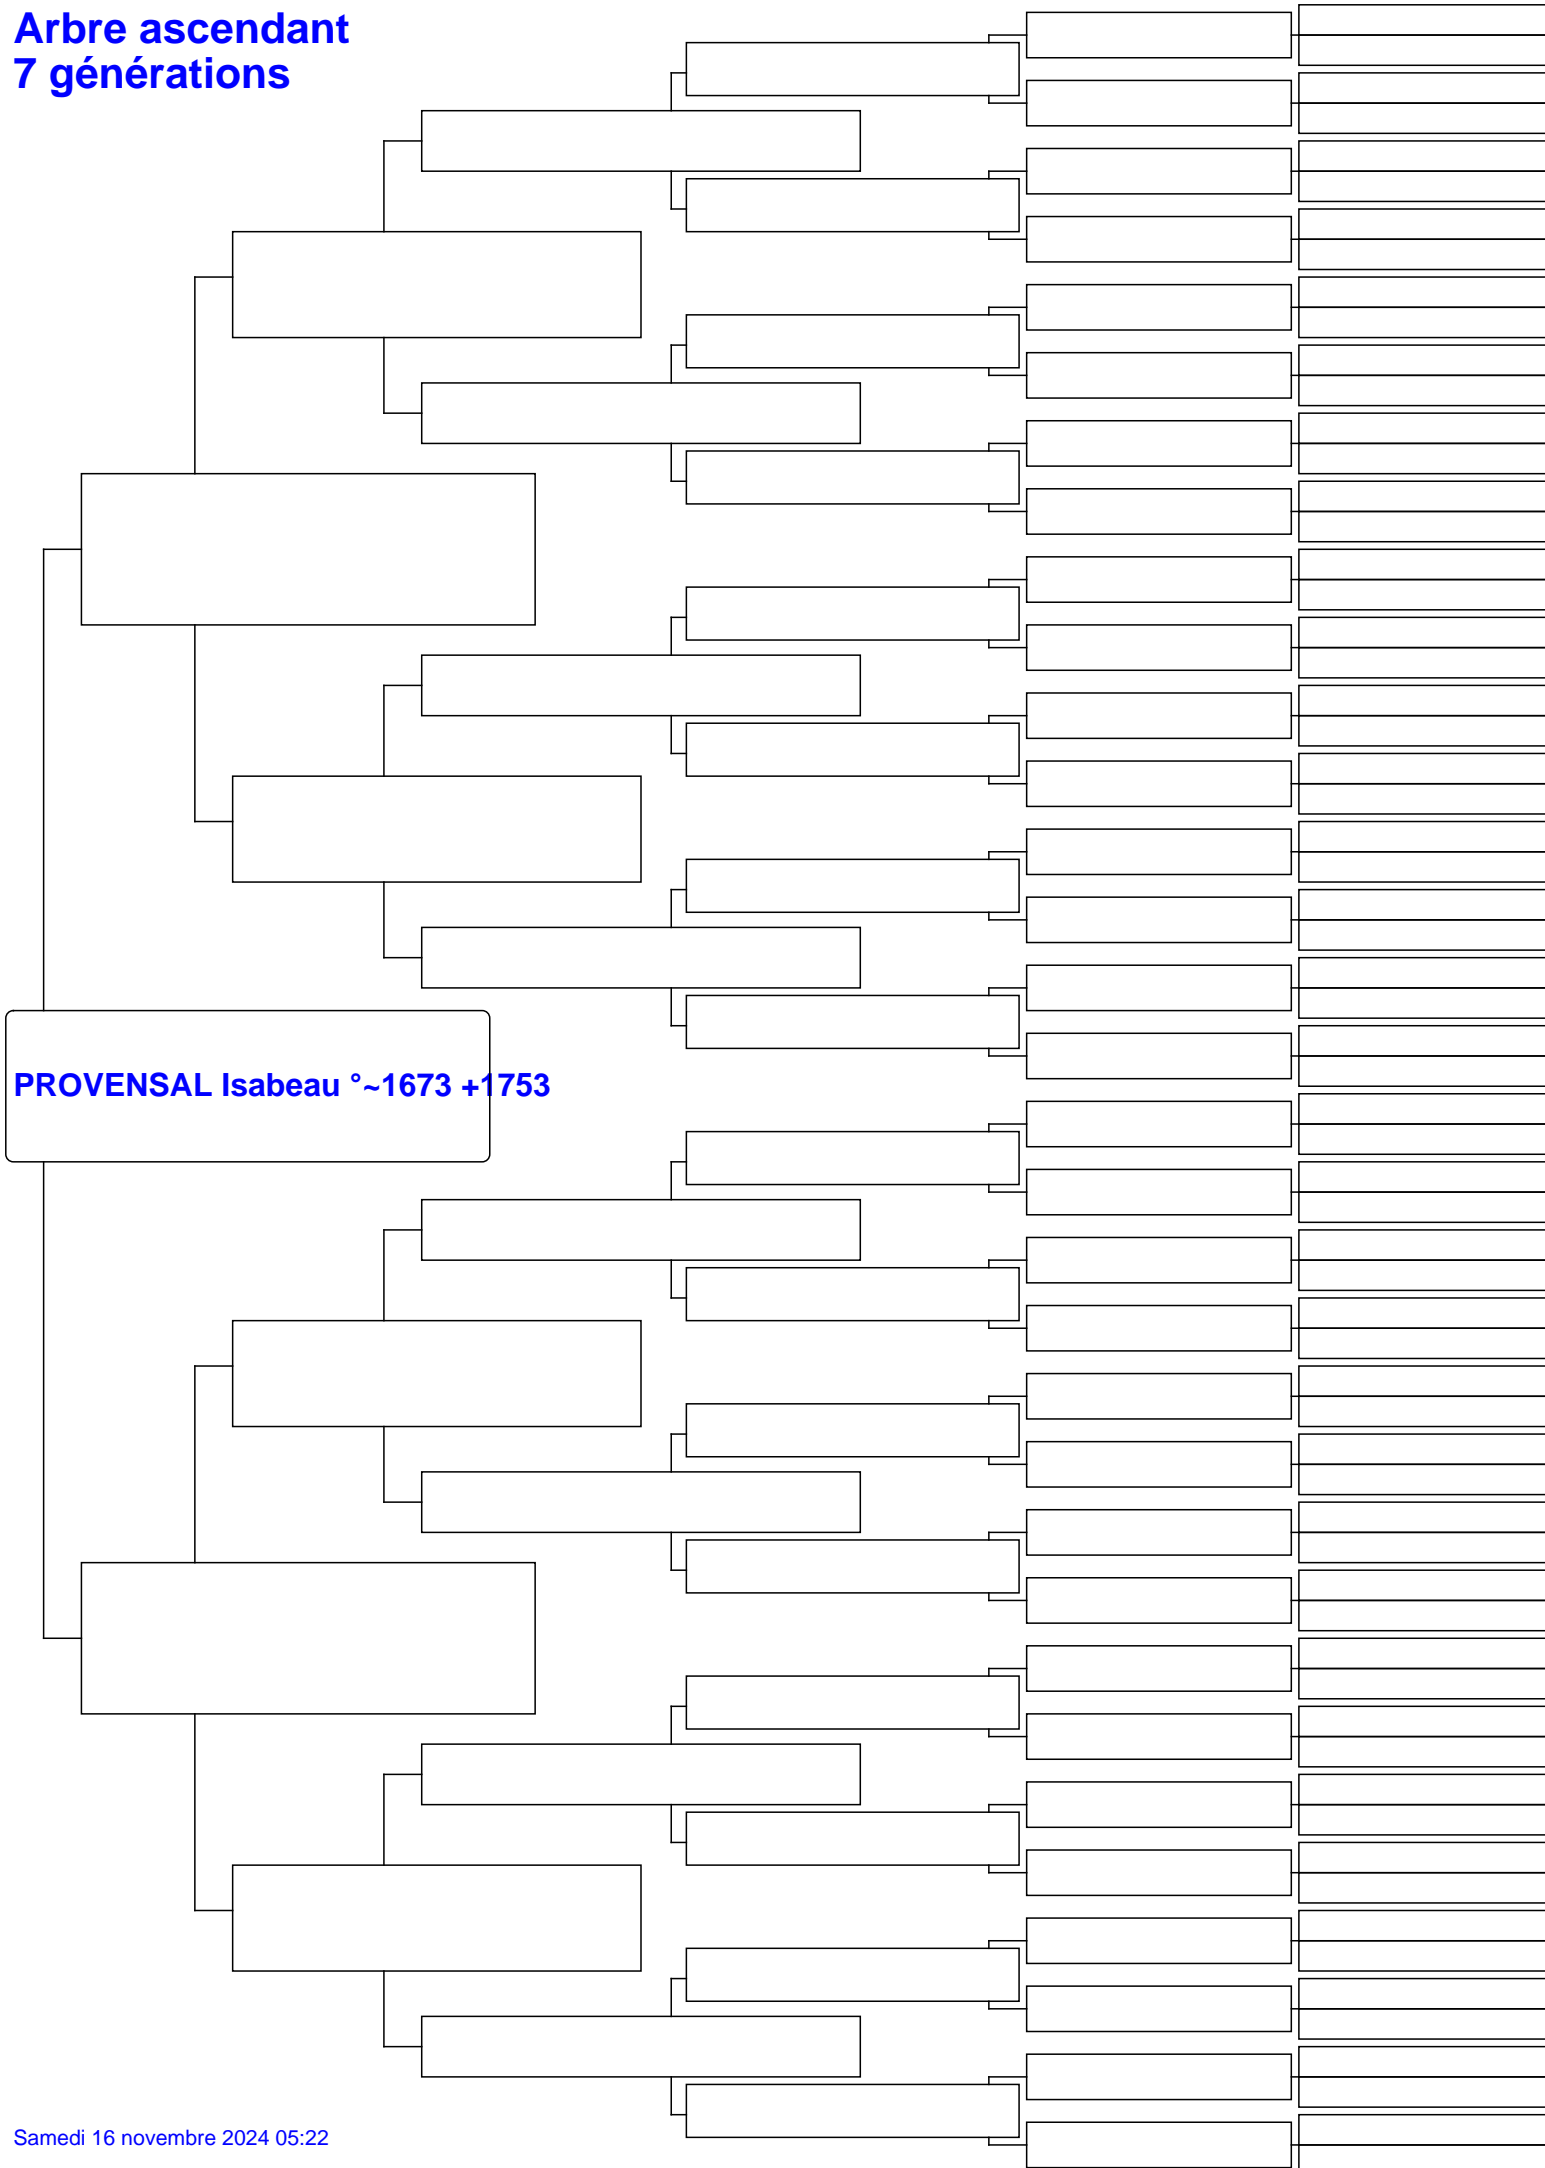 Arbre ascendant
7 générations
PROVENSAL Isabeau °~1673 +1753
Samedi 16 novembre 2024 05:22